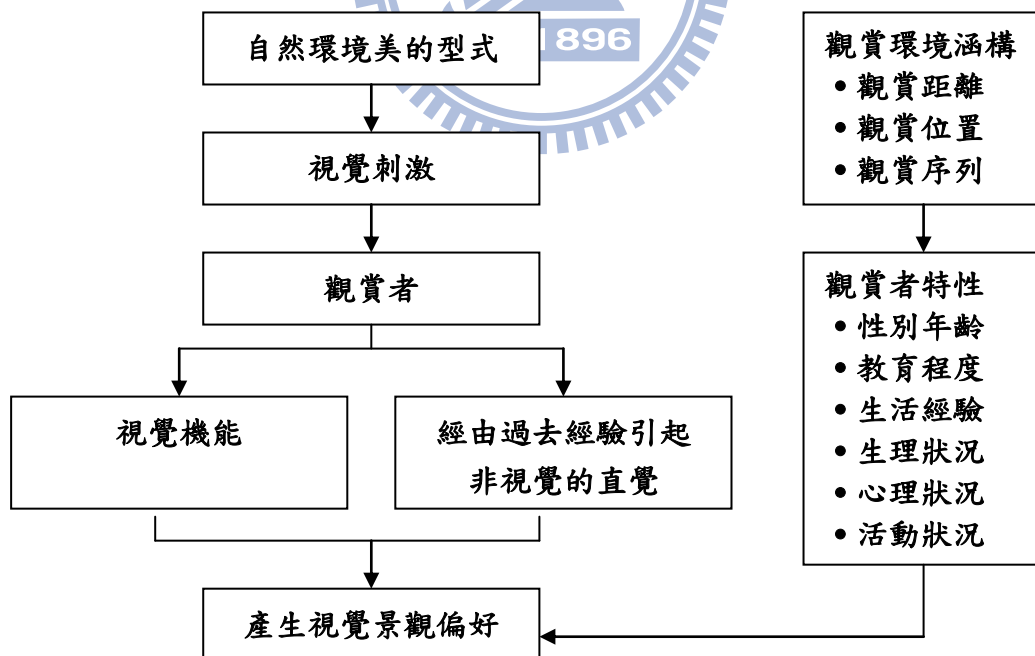 自然環境美的型式
1896
視覺刺激
觀賞者
視覺機能
經由過去經驗引起
非視覺的直覺
產生視覺景觀偏好
觀賞環境涵構
• 觀賞距離
• 觀賞位置
• 觀賞序列
觀賞者特性
• 性別年齡
• 教育程度
• 生活經驗
• 生理狀況
• 心理狀況
• 活動狀況